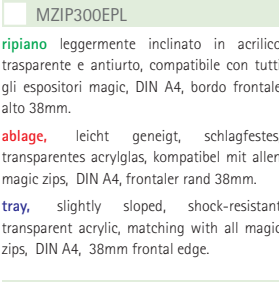 MZIP300EPL
ripiano leggermente inclinato in acrilico
trasparente e antiurto, compatibile con tutti
gli espositori magic, DIN A4, bordo frontale
alto 38mm.
ablage, leicht geneigt, schlagfestes
transparentes acrylglas, kompatibel mit allen
magic zips, DIN A4, frontaler rand 38mm.
tray, slightly sloped, shock-resistant
transparent acrylic, matching with all magic
zips, DIN A4, 38mm frontal edge.